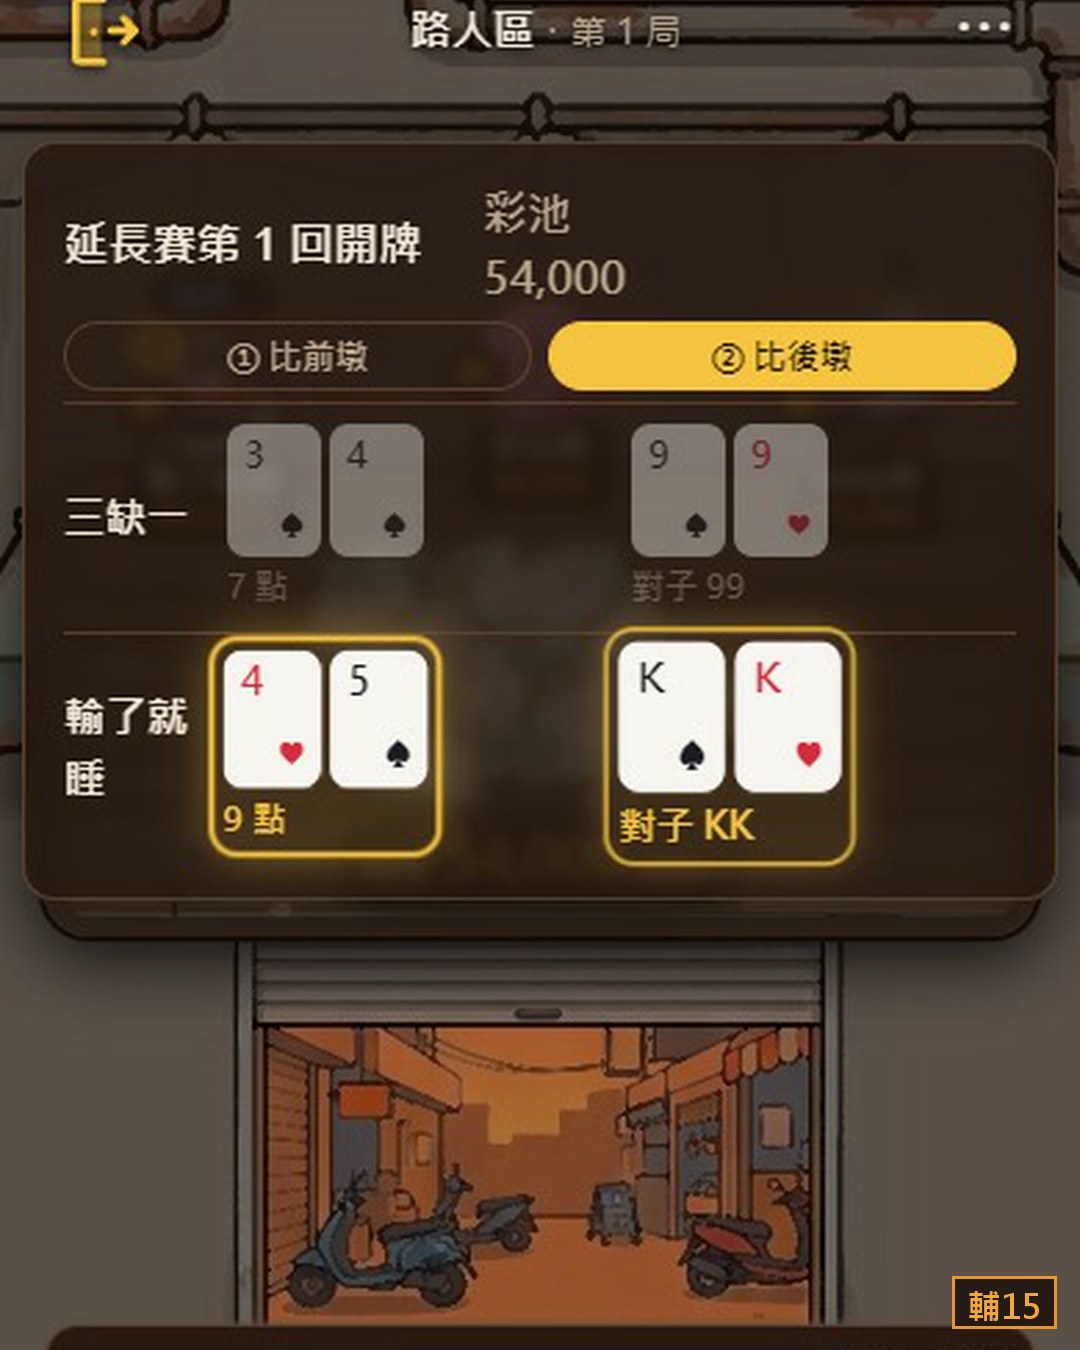 路人區 · 第 1 局
延長賽第 1 回開牌
彩池
54,000
① 比前墩
② 比後墩
三缺一
3 4
7 點
9 9
對子 99
輸了就
睡
4 5
9 點
K K
對子 KK
輔15